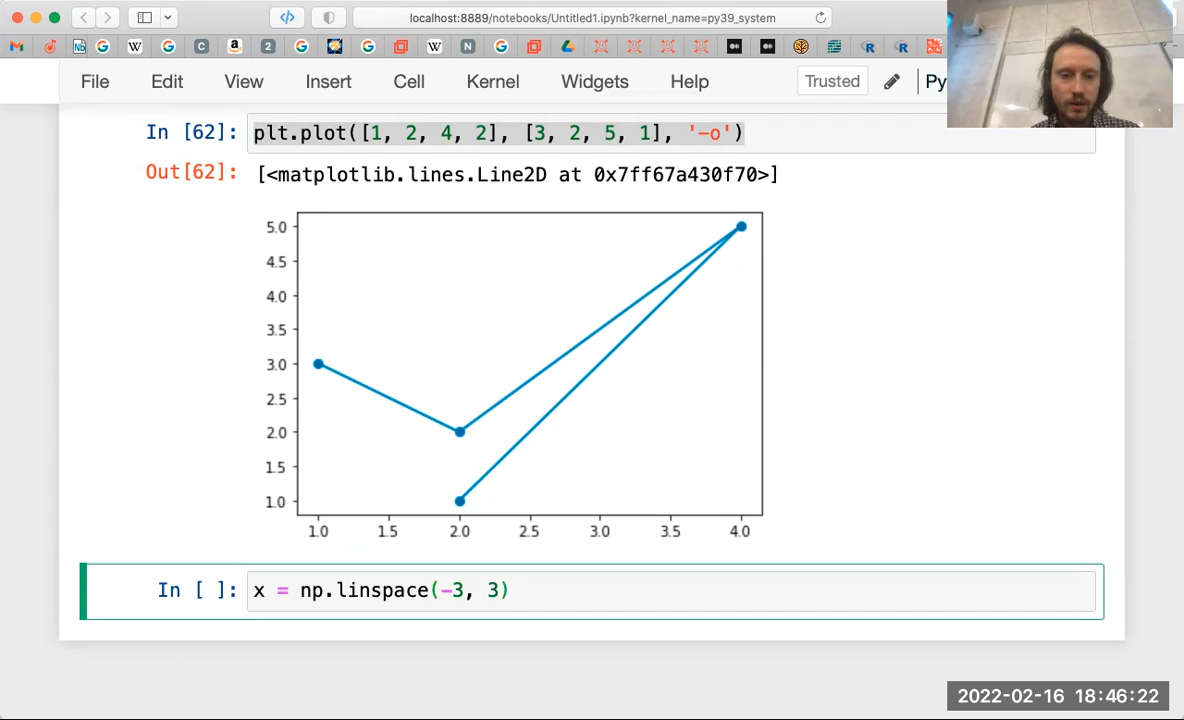 localhost:8889/notebooks/Untitled1.ipynb?kernel_name=py39_system
File Edit View Insert Cell Kernel Widgets Help Trusted Py
In [62]: plt.plot([1, 2, 4, 2], [3, 2, 5, 1], '-o')
Out[62]: [<matplotlib.lines.Line2D at 0x7ff67a430f70>]
5.0
4.5
4.0
3.5
3.0
2.5
2.0
1.5
1.0
1.0 1.5 2.0 2.5 3.0 3.5 4.0
In [ ]: x = np.linspace(-3, 3)
2022-02-16 18:46:22